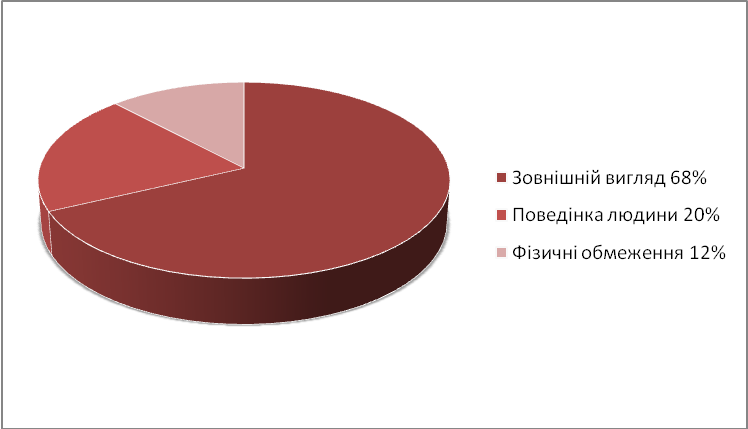 Зовнішній вигляд 68%
Поведінка людини 20%
Фізичні обмеження 12%